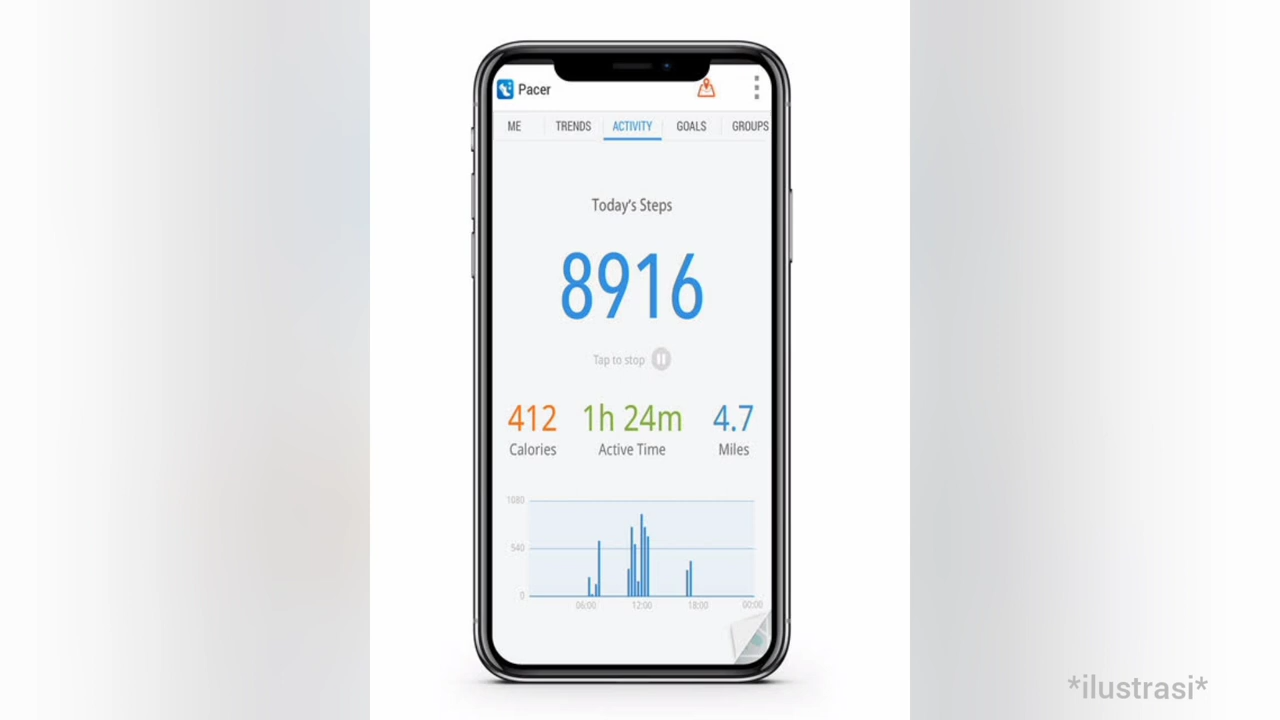 Pacer
ME TRENDS ACTIVITY GOALS GROUPS
Today's Steps
8916
Tap to stop
412 1h 24m 4.7
Calories Active Time Miles
1080
540
0
06:00 12:00 18:00 00:00
*ilustrasi*